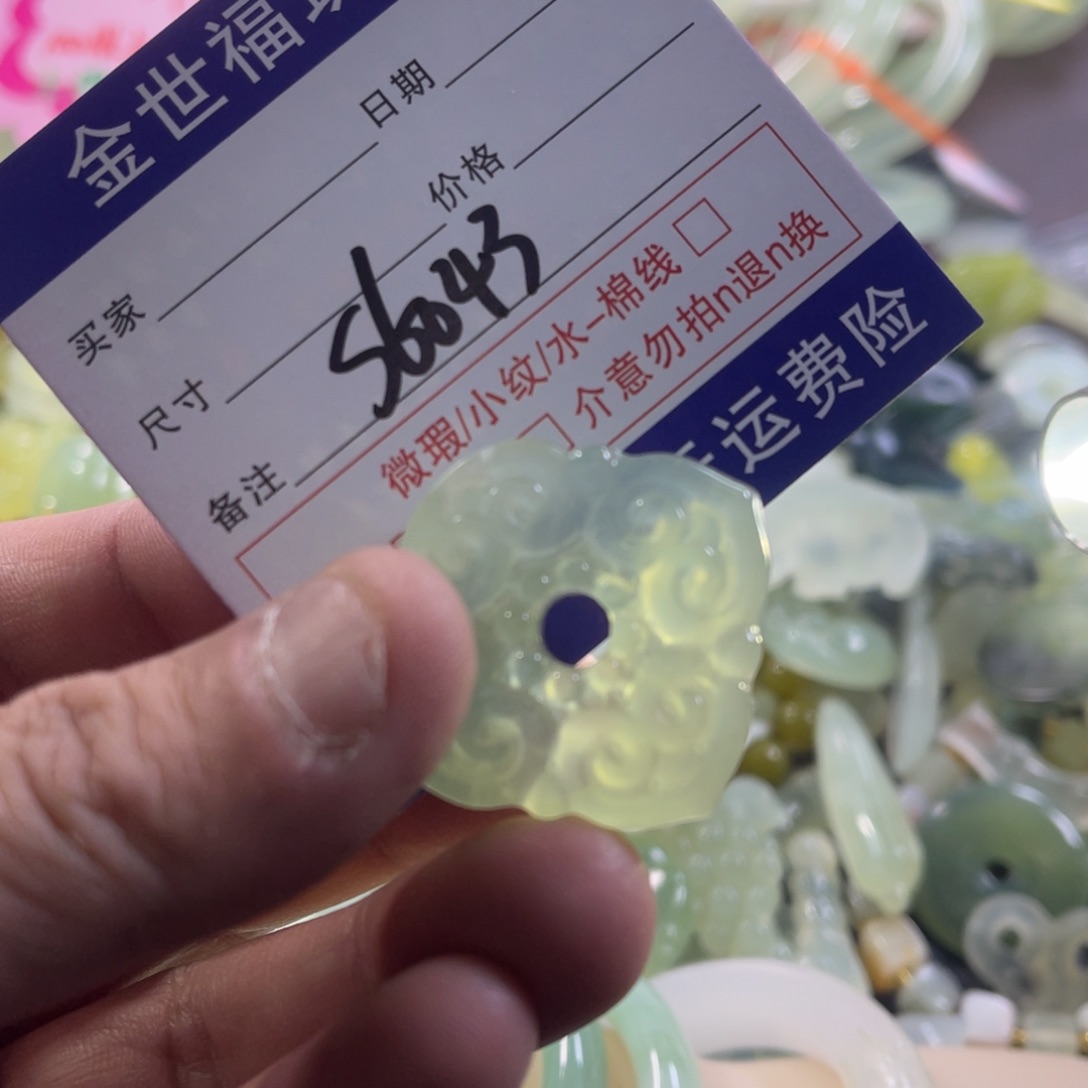 金世福
日期
买家
价格
尺寸
S6043
备注
微瑕/小纹/水-棉线
介意勿拍n退n换
运费险